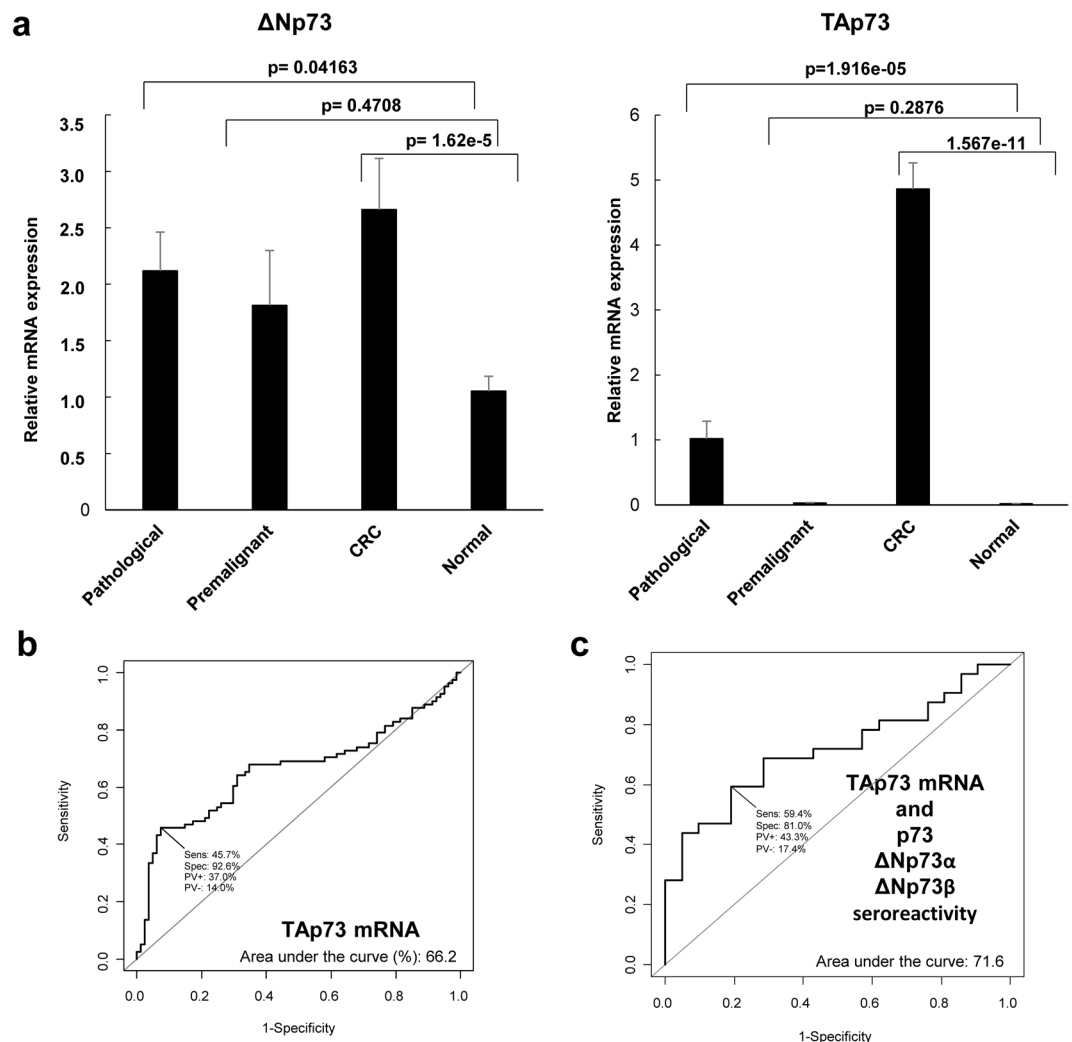 a
ΔNp73
p= 0.04163
p= 0.4708
p= 1.62e-5
Relative mRNA expression
3.5
3.0
2.5
2.0
1.5
1.0
0.5
0
Pathological
Premalignant
CRC
Normal
TAp73
p=1.916e-05
p= 0.2876
1.567e-11
Relative mRNA expression
6
5
4
3
2
1
0
Pathological
Premalignant
CRC
Normal
b
Sensitivity
1.0
0.8
0.6
0.4
0.2
0.0
Sens: 45.7%
Spec: 92.6%
PV+: 37.0%
PV-: 14.0%
TAp73 mRNA
Area under the curve (%): 66.2
0.0 0.2 0.4 0.6 0.8 1.0
1-Specificity
c
Sensitivity
1.0
0.8
0.6
0.4
0.2
0.0
Sens: 59.4%
Spec: 81.0%
PV+: 43.3%
PV-: 17.4%
TAp73 mRNA
and
p73
ΔNp73α
ΔNp73β
seroreactivity
Area under the curve: 71.6
0.0 0.2 0.4 0.6 0.8 1.0
1-Specificity